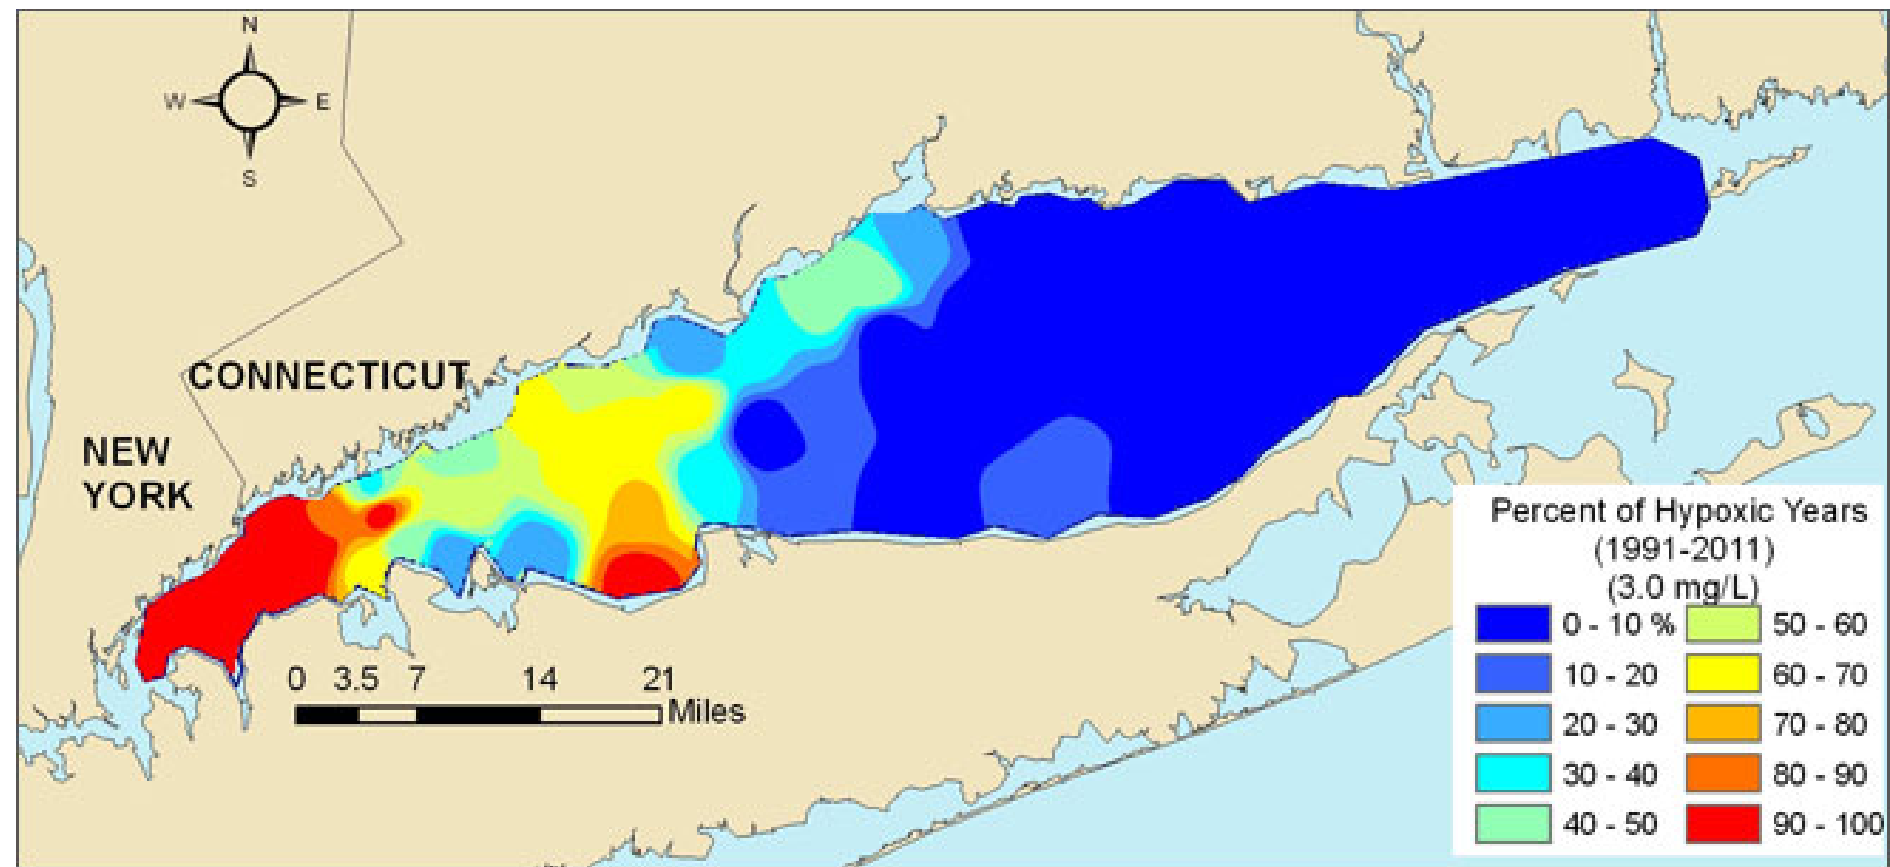 N
W E
S
CONNECTICUT
NEW
YORK
0 3.5 7 14 21
Miles
Percent of Hypoxic Years
(1991-2011)
(3.0 mg/L)
0 - 10 %
10 - 20
20 - 30
30 - 40
40 - 50
50 - 60
60 - 70
70 - 80
80 - 90
90 - 100